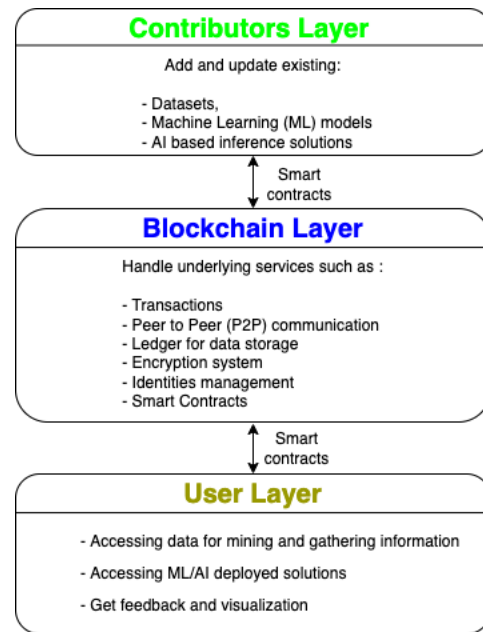 Contributors Layer
Add and update existing:
- Datasets,
- Machine Learning (ML) models
- AI based inference solutions
Smart
contracts
Blockchain Layer
Handle underlying services such as :
- Transactions
- Peer to Peer (P2P) communication
- Ledger for data storage
- Encryption system
- Identities management
- Smart Contracts
Smart
contracts
User Layer
- Accessing data for mining and gathering information
- Accessing ML/AI deployed solutions
- Get feedback and visualization